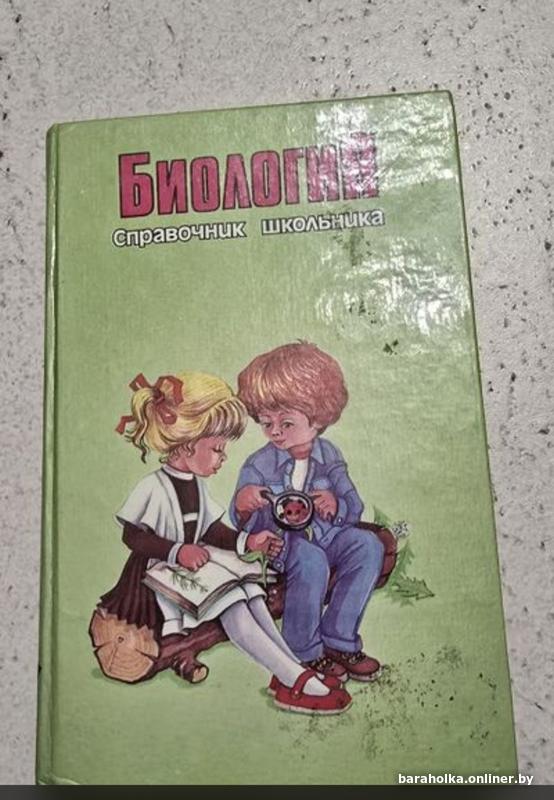 Биология
Справочник школьника
baraholka.onliner.by